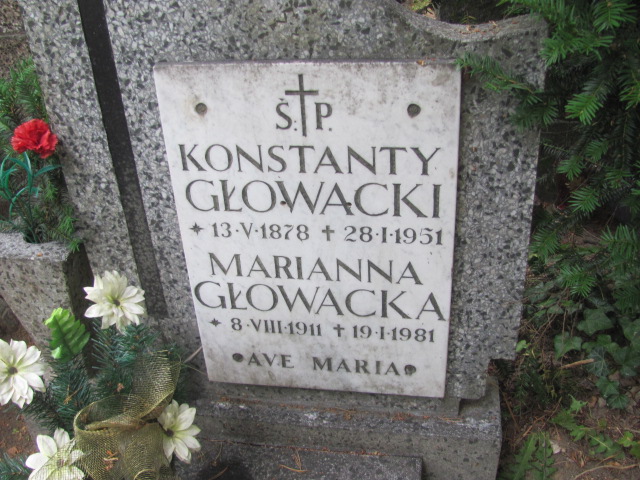 Ś.P.
KONSTANTY
GŁOWACKI
* 13·V·1878 + 28·I·1951
MARIANNA
GŁOWACKA
* 8·VIII·1911 + 19·I·1981
AVE MARIA